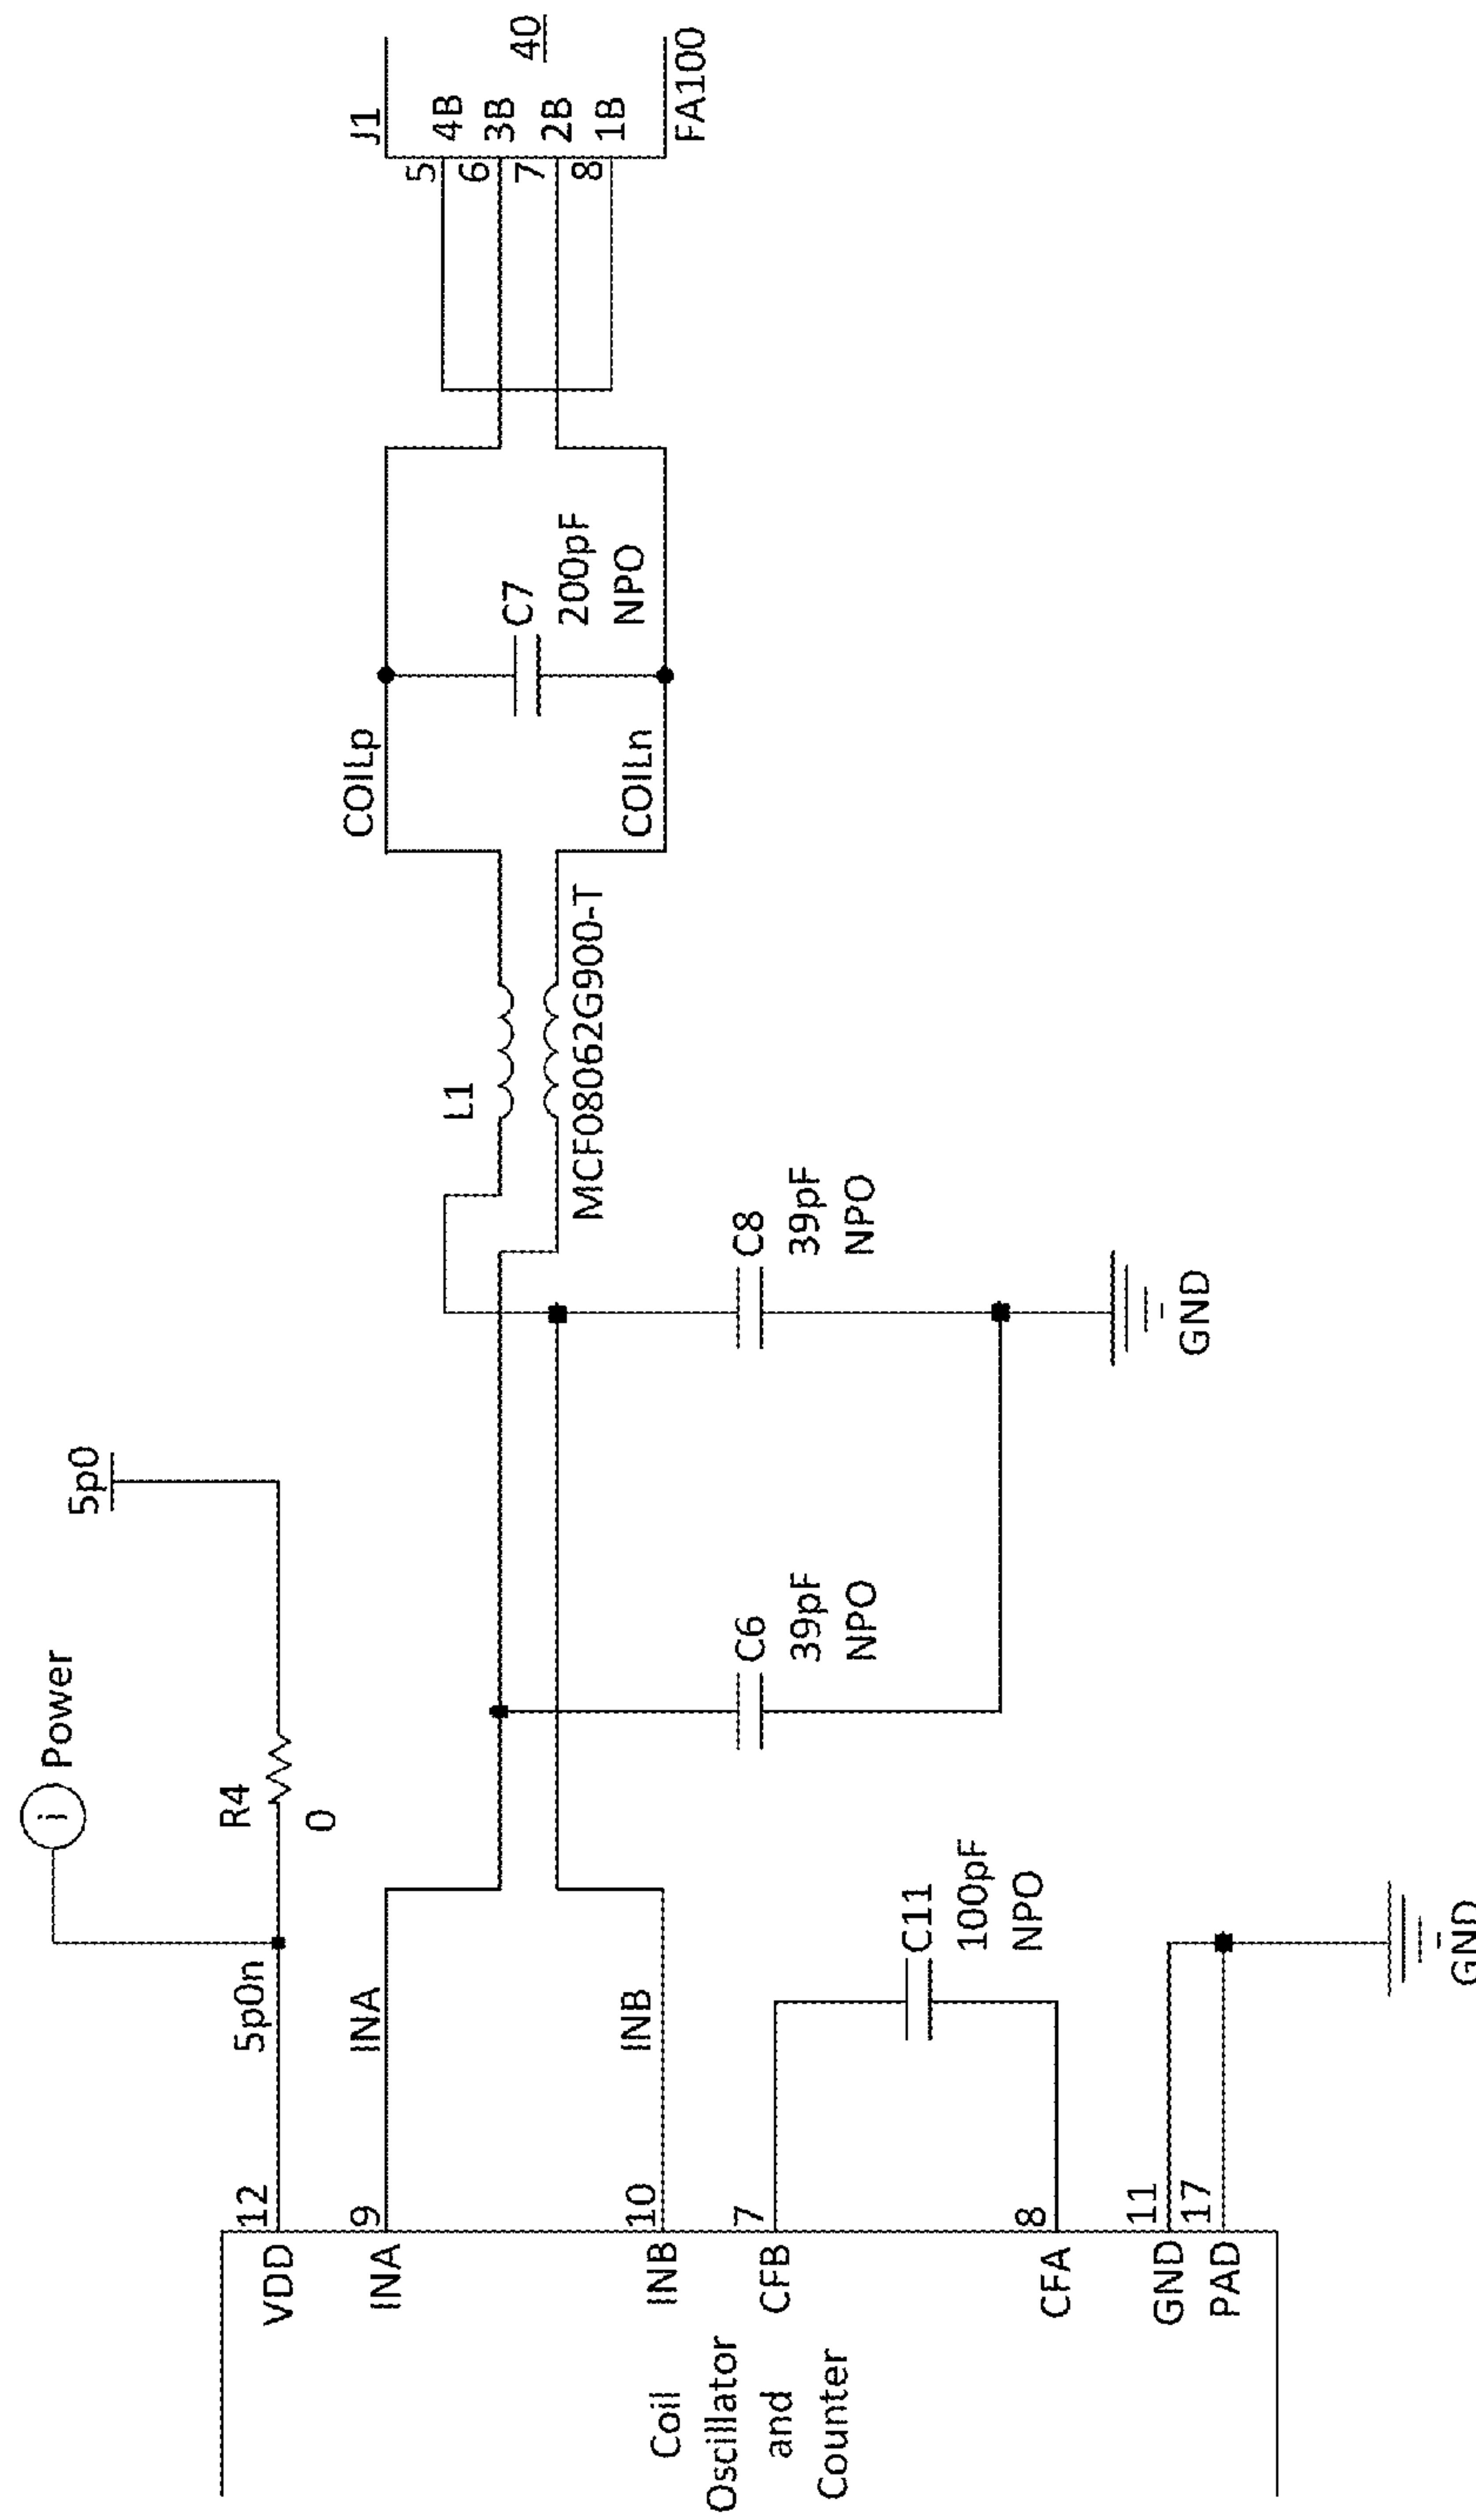 Power
5p0
R4
0
5p0n
INA
INB
L1
MCF08062G900-T
COILp
COILn
C7
200pF
NPO
J1
5
4B
6
3B
7
2B
8
1B
40
FA100
C6
39pF
NPO
C8
39pF
NPO
GND
C11
100pF
NPO
GND
12
VDD
9
INA
10
INB
7
CFB
8
CFA
11
GND
17
PAD
Coil
Oscillator
and
Counter
i